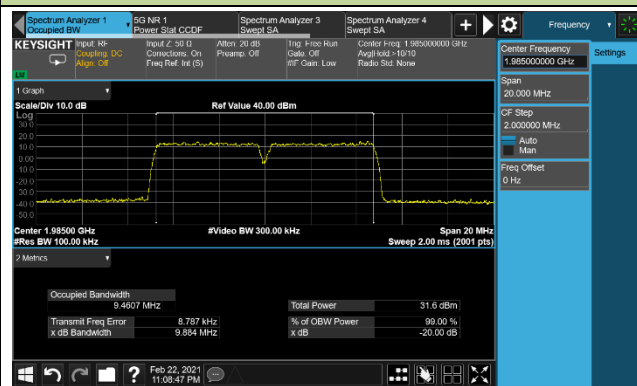 Spectrum Analyzer 1
Occupied BW
5G NR 1
Power Stat CCDF
Spectrum Analyzer 3
Swept SA
Spectrum Analyzer 4
Swept SA
Frequency
KEYSIGHT
Input: RF
Coupling: DC
Align: Off
Input Z: 50 Ω
Corrections: On
Freq Ref: Int (S)
Atten: 20 dB
Preamp: Off
Trig: Free Run
Gate: Off
#IF Gain: Low
Center Freq: 1.985000000 GHz
Avg|Hold:>10/10
Radio Std: None
Center Frequency
1.985000000 GHz
Settings
Span
20.000 MHz
CF Step
2.000000 MHz
Auto
Man
Freq Offset
0 Hz
1 Graph
Scale/Div 10.0 dB
Ref Value 40.00 dBm
Log
30.0
20.0
10.0
0.00
-10.0
-20.0
-30.0
-40.0
-50.0
Center 1.98500 GHz
#Video BW 300.00 kHz
Span 20 MHz
#Res BW 100.00 kHz
Sweep 2.00 ms (2001 pts)
2 Metrics
Occupied Bandwidth
9.4607 MHz
Total Power
31.6 dBm
Transmit Freq Error
8.787 kHz
% of OBW Power
99.00 %
x dB Bandwidth
9.884 MHz
x dB
-20.00 dB
Feb 22, 2021
11:08:47 PM